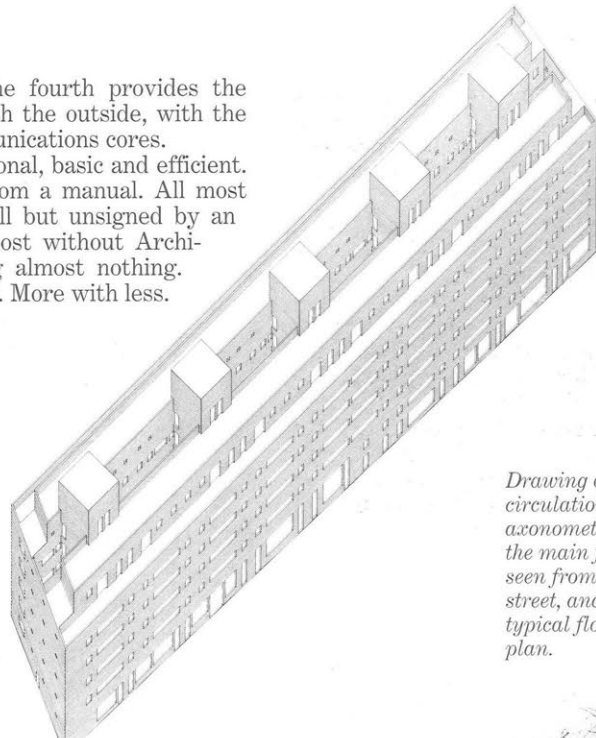 ne fourth provides the
h the outside, with the
unications cores.
onal, basic and efficient.
om a manual. All most
ll but unsigned by an
ost without Archi-
g almost nothing.
. More with less.
Drawing
circulation
axonomet
the main
seen from
street, and
typical flo
plan.